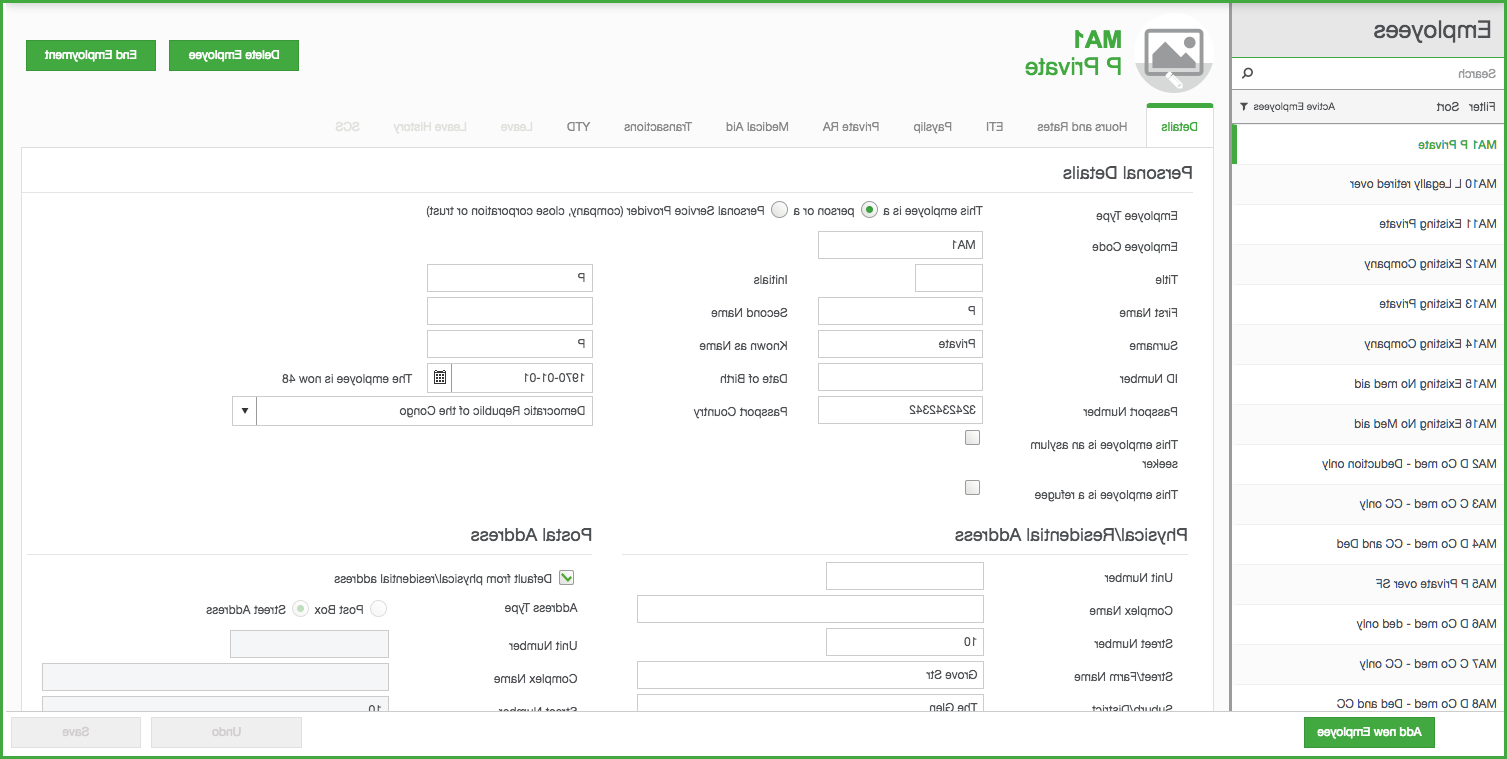 Employees
Search
Filter Sort Active Employees
MA1 P Private
MA10 L Legally retired over
MA11 Existing Private
MA12 Existing Company
MA13 Existing Private
MA14 Existing Company
MA15 Existing No med aid
MA16 Existing No Med aid
MA2 D Co med - Deduction only
MA3 C Co med - CC only
MA4 D Co med - CC and Ded
MA5 P Private over SF
MA6 D Co med - ded only
MA7 C Co med - CC only
MA8 D Co med - Ded and CC
Add new Employee
MA1
P Private
Delete Employee End Employment
Details Hours and Rates ETI Payslip Private RA Medical Aid Transactions YTD Leave Leave History SCS
Personal Details
Employee Type This employee is a person or a Personal Service Provider (company, close corporation or trust)
Employee Code MA1
Title Initials P
First Name P Second Name
Surname Private Known as Name P
ID Number Date of Birth 1970-01-01 The employee is now 48
Passport Number 3242342342 Passport Country Democratic Republic of the Congo
This employee is an asylum
seeker
This employee is a refugee
Physical/Residential Address
Unit Number
Complex Name
Street Number 10
Street/Farm Name Grove Str
Suburb/District The Glen
Postal Address
Default from physical/residential address
Address Type Post Box Street Address
Unit Number
Complex Name
Street Number 10
Undo Save